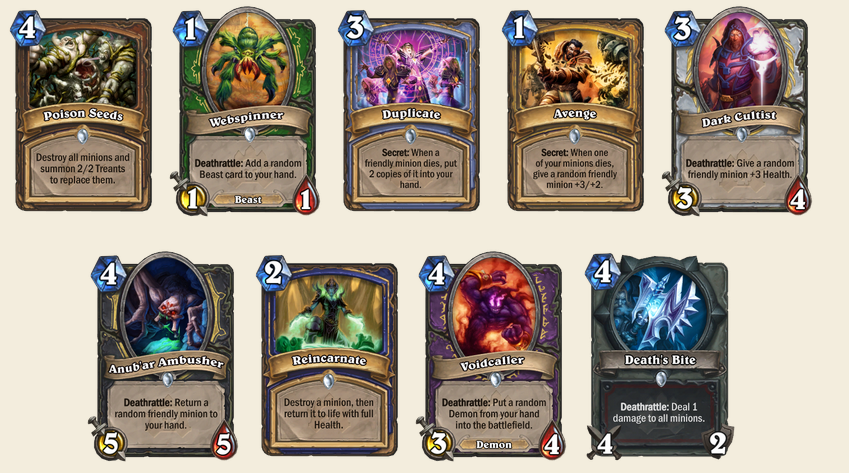 4
Poison Seeds
Destroy all minions and
summon 2/2 Treants
to replace them.
1
Webspinner
Deathrattle: Add a random
Beast card to your hand.
1
Beast
1
3
Duplicate
Secret: When a
friendly minion dies, put
2 copies of it into your
hand.
1
Avenge
Secret: When one
of your minions dies,
give a random friendly
minion +3/+2.
3
Dark Cultist
Deathrattle: Give a random
friendly minion +3 Health.
3
4
4
Anub'ar Ambusher
Deathrattle: Return a
random friendly minion to
your hand.
5
5
2
Reincarnate
Destroy a minion, then
return it to life with full
Health.
4
Voidcaller
Deathrattle: Put a random
Demon from your hand
into the battlefield.
3
Demon
4
4
Death's Bite
Deathrattle: Deal 1
damage to all minions.
4
2